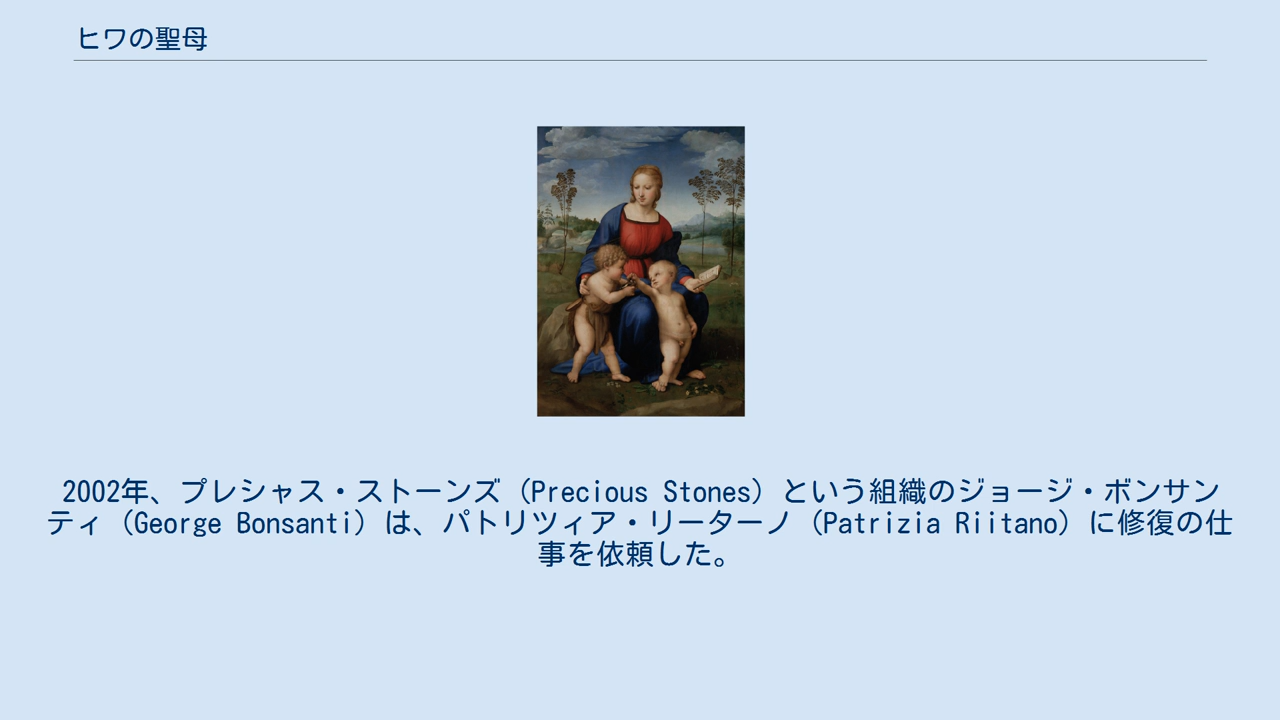 ヒワの聖母
2002年、プレシャス・ストーンズ（Precious Stones）という組織のジョージ・ボンサン
ティ（George Bonsanti）は、パトリツィア・リーターノ（Patrizia Riitano）に修復の仕
事を依頼した。